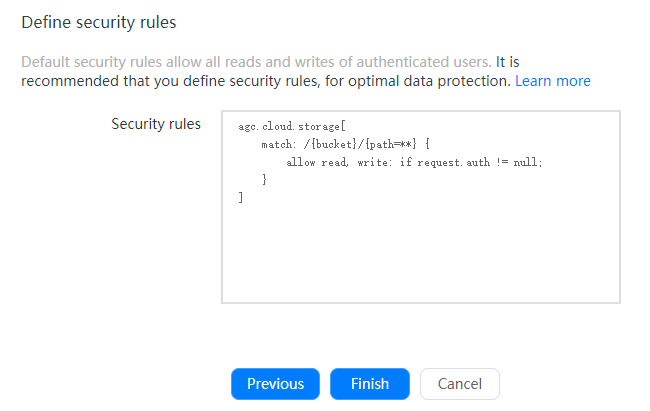 Define security rules
Default security rules allow all reads and writes of authenticated users. It is
recommended that you define security rules, for optimal data protection. Learn more
Security rules
agc.cloud.storage[
match: /{bucket}/{path=**} {
allow read, write: if request.auth != null;
}
]
Previous Finish Cancel